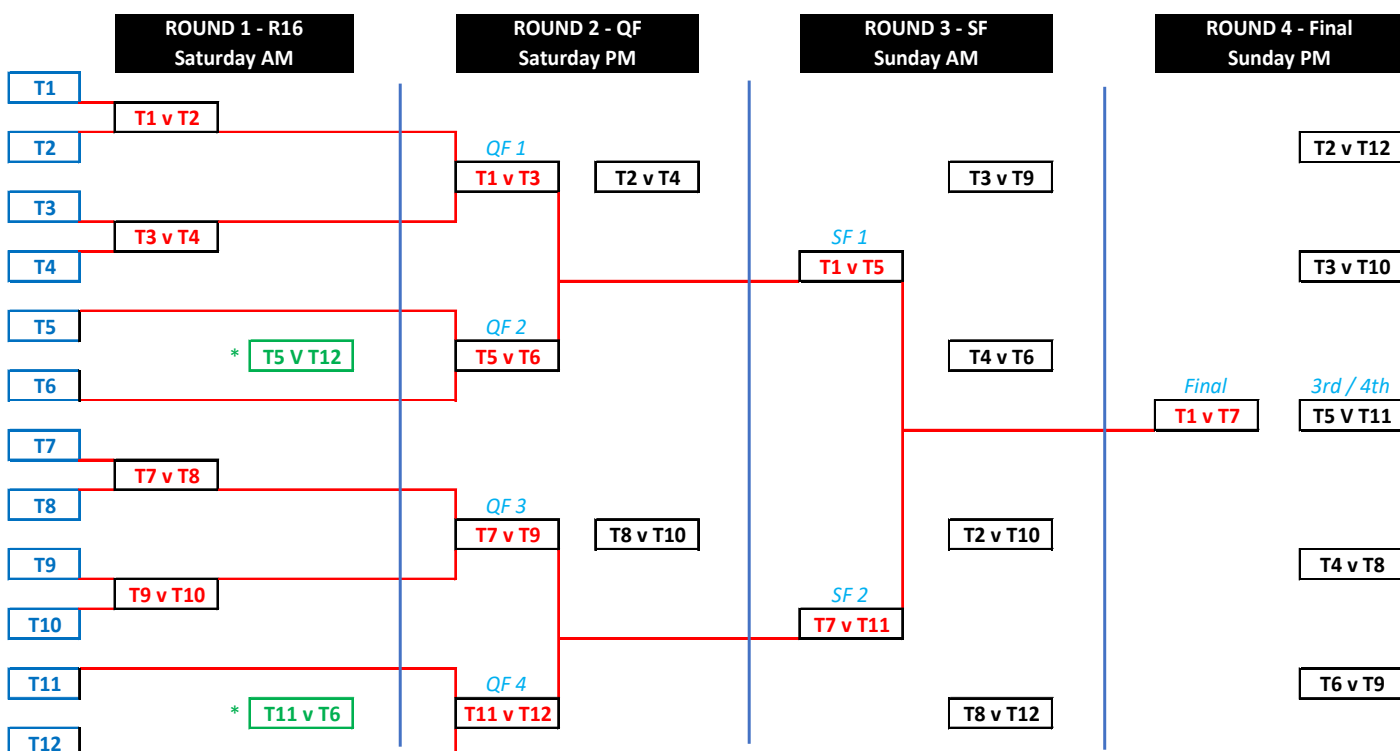 ROUND 1 - R16
Saturday AM
ROUND 2 - QF
Saturday PM
ROUND 3 - SF
Sunday AM
ROUND 4 - Final
Sunday PM
T1
T1 v T2
T2
QF 1
T2 v T12
T1 v T3
T2 v T4
T3 v T9
T3
T3 v T4
SF 1
T4
T1 v T5
T3 v T10
T5
QF 2
* T5 V T12
T5 v T6
T4 v T6
T6
Final
3rd / 4th
T1 v T7
T5 V T11
T7
T7 v T8
T8
QF 3
T7 v T9
T8 v T10
T2 v T10
T9
T4 v T8
T9 v T10
SF 2
T10
T7 v T11
T11
QF 4
T6 v T9
* T11 v T6
T11 v T12
T8 v T12
T12